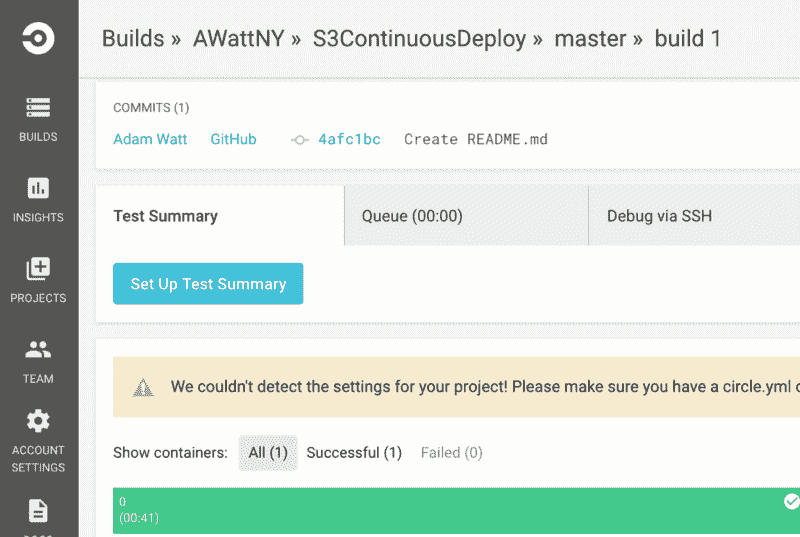 Builds » AWattNY » S3ContinuousDeploy » master » build 1
COMMITS (1)
Adam Watt GitHub 4afc1bc Create README.md
BUILDS
INSIGHTS
PROJECTS
TEAM
ACCOUNT
SETTINGS
Test Summary Queue (00:00) Debug via SSH
Set Up Test Summary
We couldn't detect the settings for your project! Please make sure you have a circle.yml
Show containers: All (1) Successful (1) Failed (0)
0
(00:41)